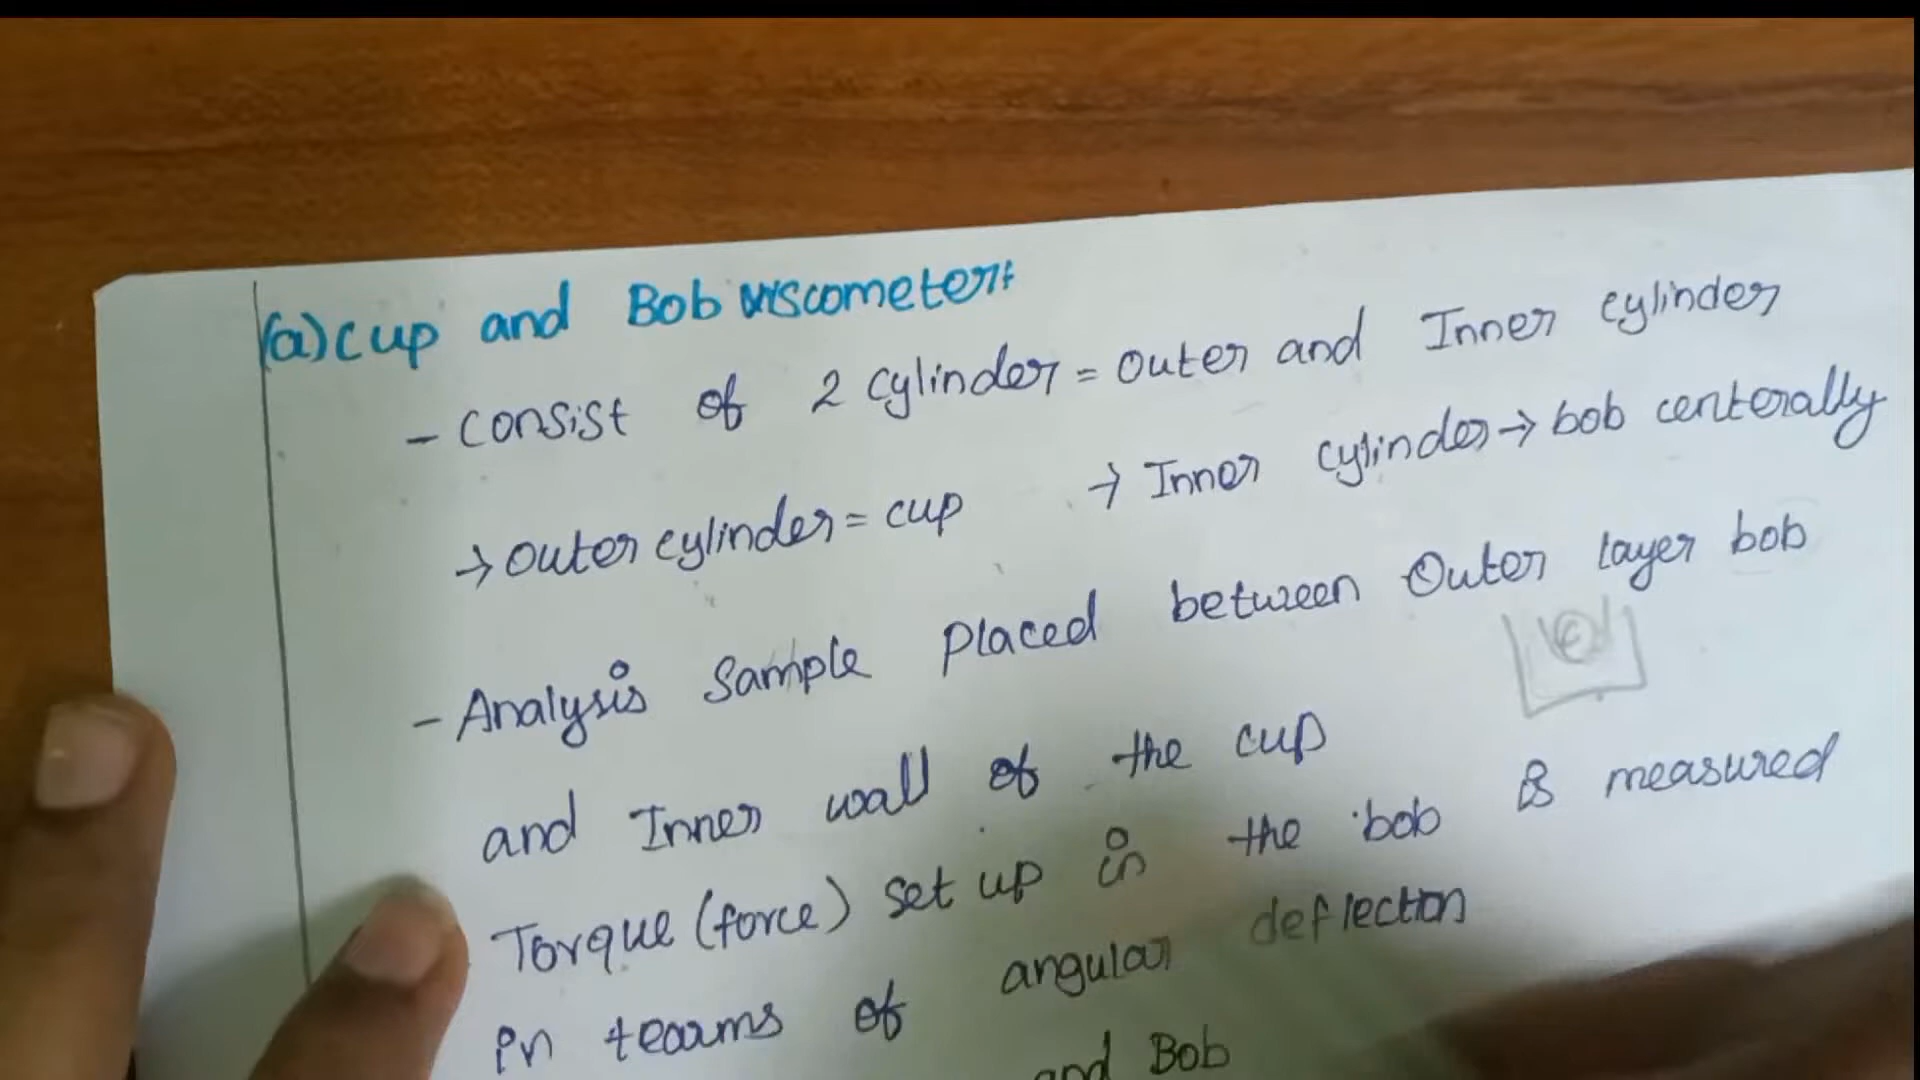 (a) cup and Bob viscometer:
- consist of 2 cylinder = outer and Inner cylinder
→ outer cylinder = cup → Inner cylinder → bob centerally
- Analysis sample placed between Outer layer bob
and Inner wall of the cup
Torque (force) set up in the bob is measured
in teams of angular deflection
and Bob